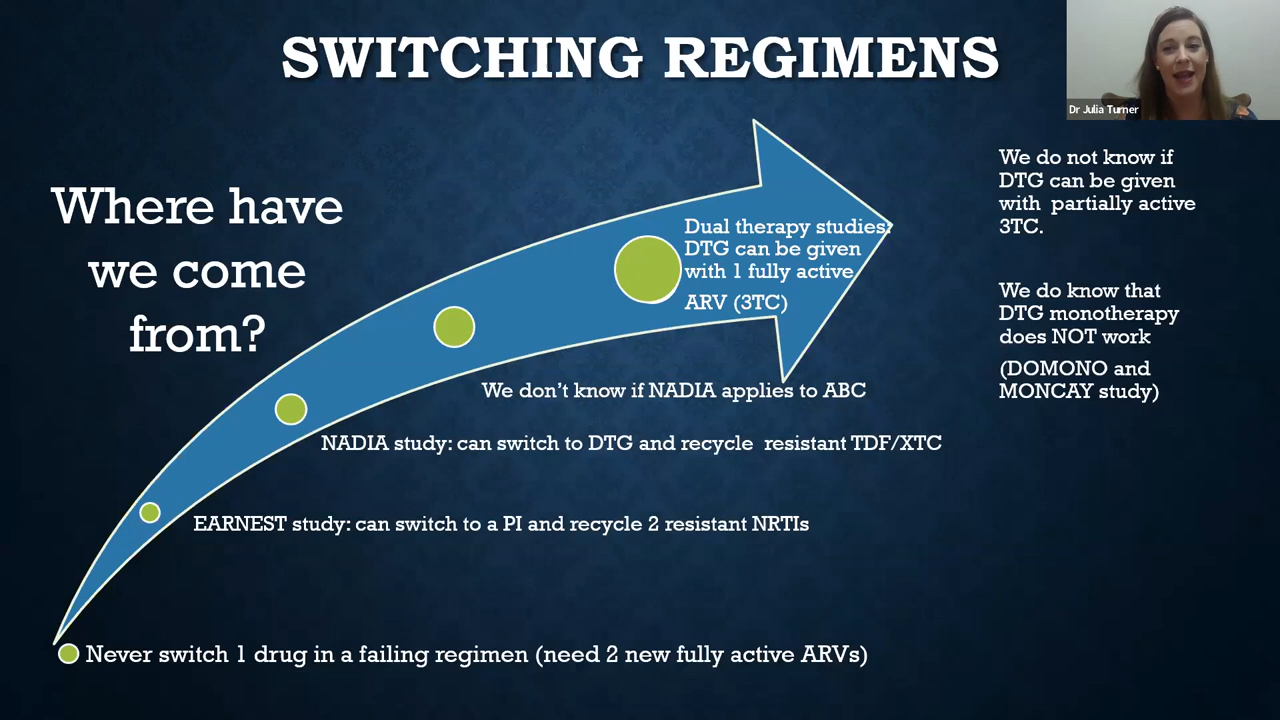 SWITCHING REGIMENS
Dr Julia Turner
Where have
we come
from?
Dual therapy studies:
DTG can be given
with 1 fully active
ARV (3TC)
We don't know if NADIA applies to ABC
NADIA study: can switch to DTG and recycle resistant TDF/XTC
EARNEST study: can switch to a PI and recycle 2 resistant NRTIs
Never switch 1 drug in a failing regimen (need 2 new fully active ARVs)
We do not know if
DTG can be given
with partially active
3TC.
We do know that
DTG monotherapy
does NOT work
(DOMONO and
MONCAY study)